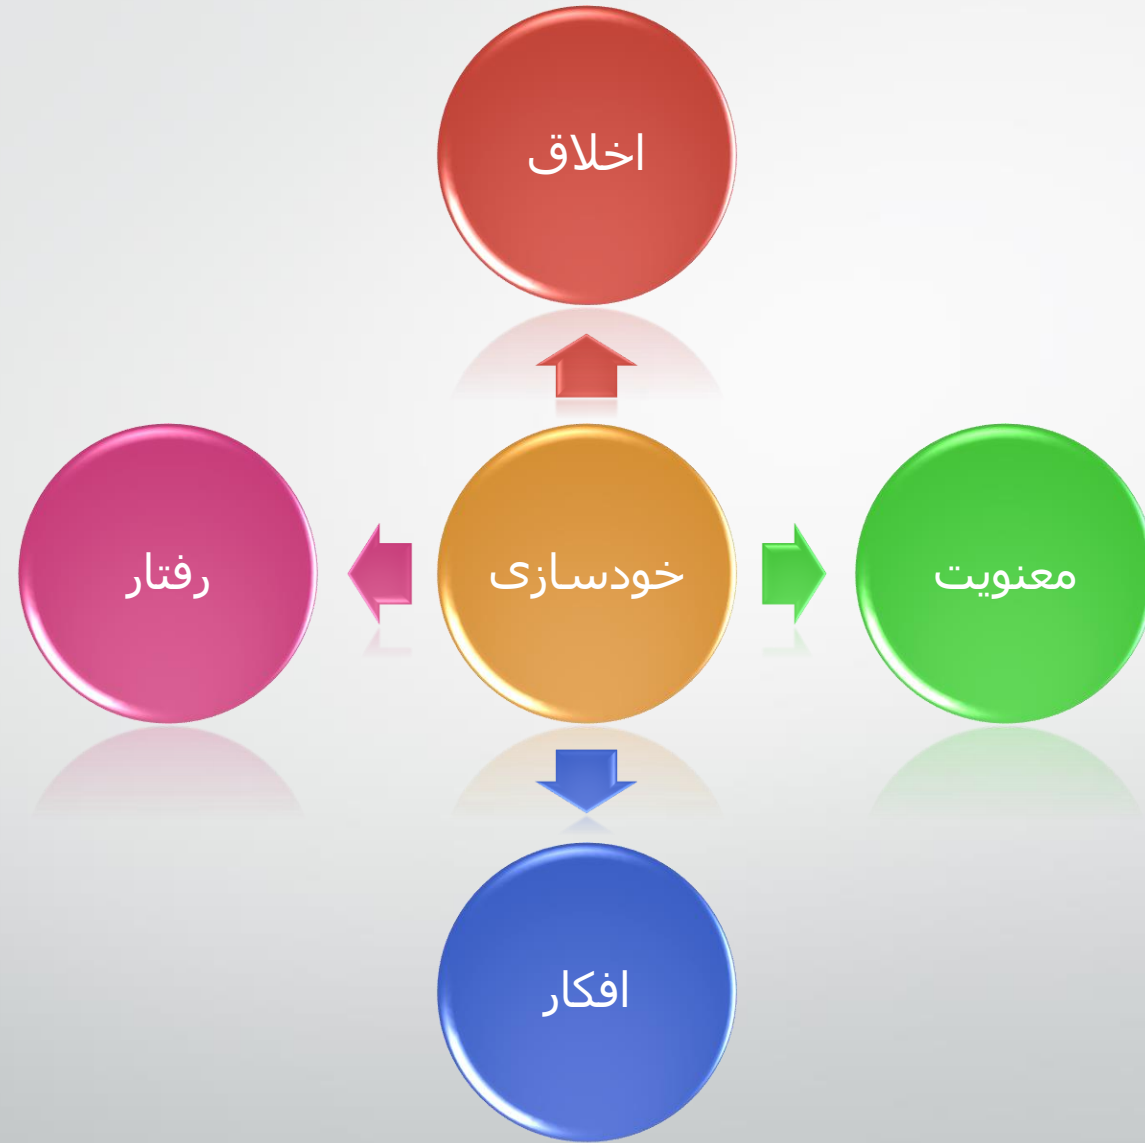 اخلاق
معنویت
خودسازی
رفتار
افکار